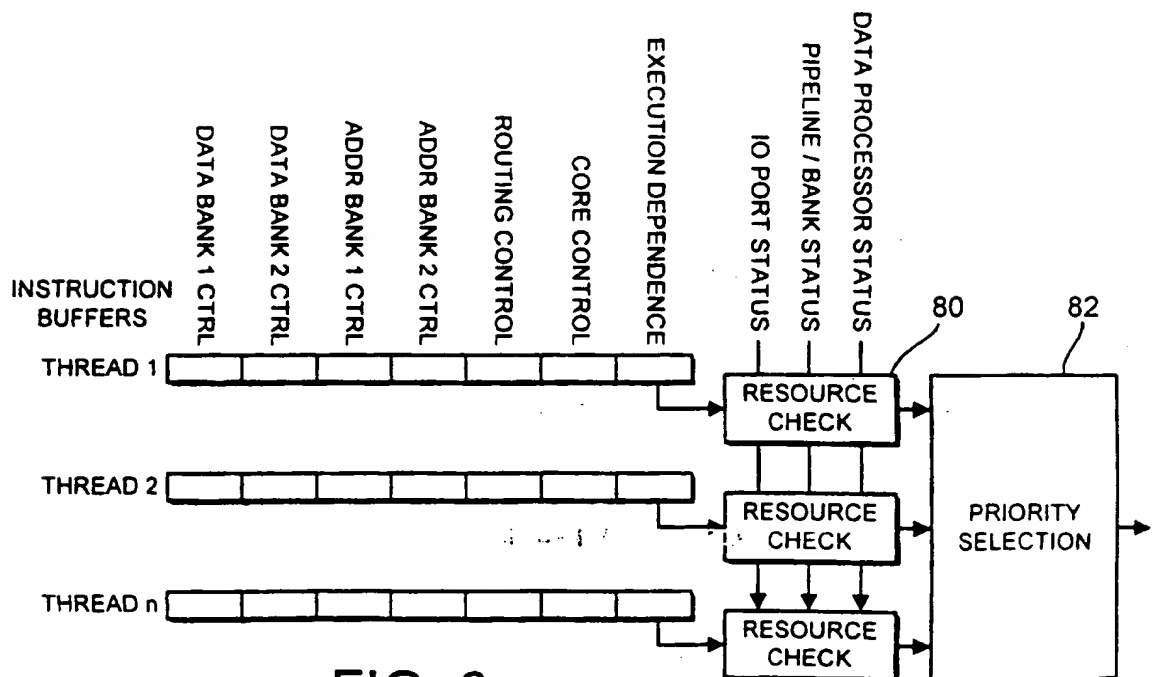 DATA BANK 1 CTRL
DATA BANK 2 CTRL
ADDR BANK 1 CTRL
ADDR BANK 2 CTRL
ROUTING CONTROL
CORE CONTROL
EXECUTION DEPENDENCE
IO PORT STATUS
PIPELINE / BANK STATUS
DATA PROCESSOR STATUS
INSTRUCTION
BUFFERS
80
82
THREAD 1
RESOURCE
CHECK
THREAD 2
RESOURCE
CHECK
PRIORITY
SELECTION
THREAD n
RESOURCE
CHECK